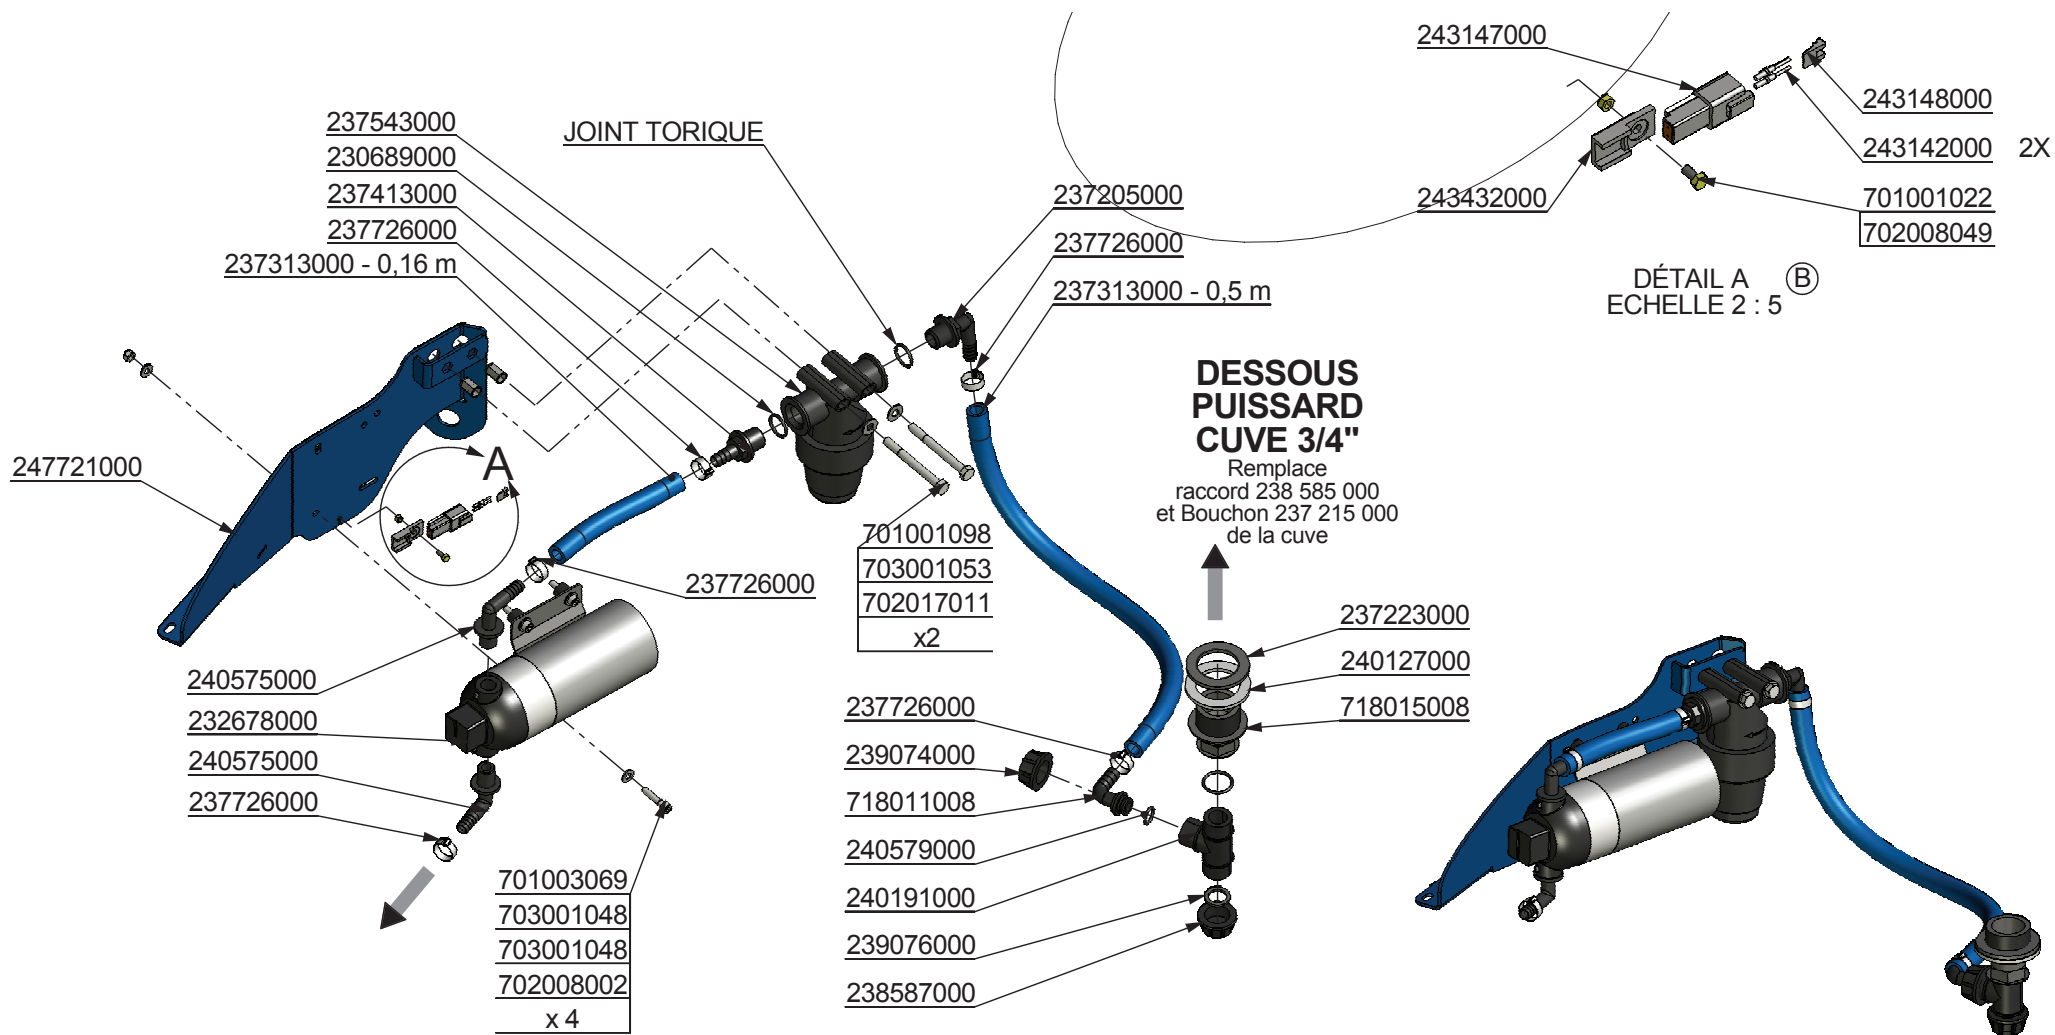 237543000
230689000
237413000
237726000
237313000 - 0,16 m
JOINT TORIQUE
237205000
237726000
237313000 - 0,5 m
243147000
243148000
243142000 2X
243432000
701001022
702008049
DÉTAIL A B
ECHELLE 2 : 5
DESSOUS
PUISSARD
CUVE 3/4"
Remplace
raccord 238 585 000
et Bouchon 237 215 000
de la cuve
247721000
A
237726000
701001098
703001053
702017011
x2
240575000
232678000
240575000
237726000
701003069
703001048
703001048
702008002
x 4
237223000
240127000
718015008
237726000
239074000
718011008
240579000
240191000
239076000
238587000